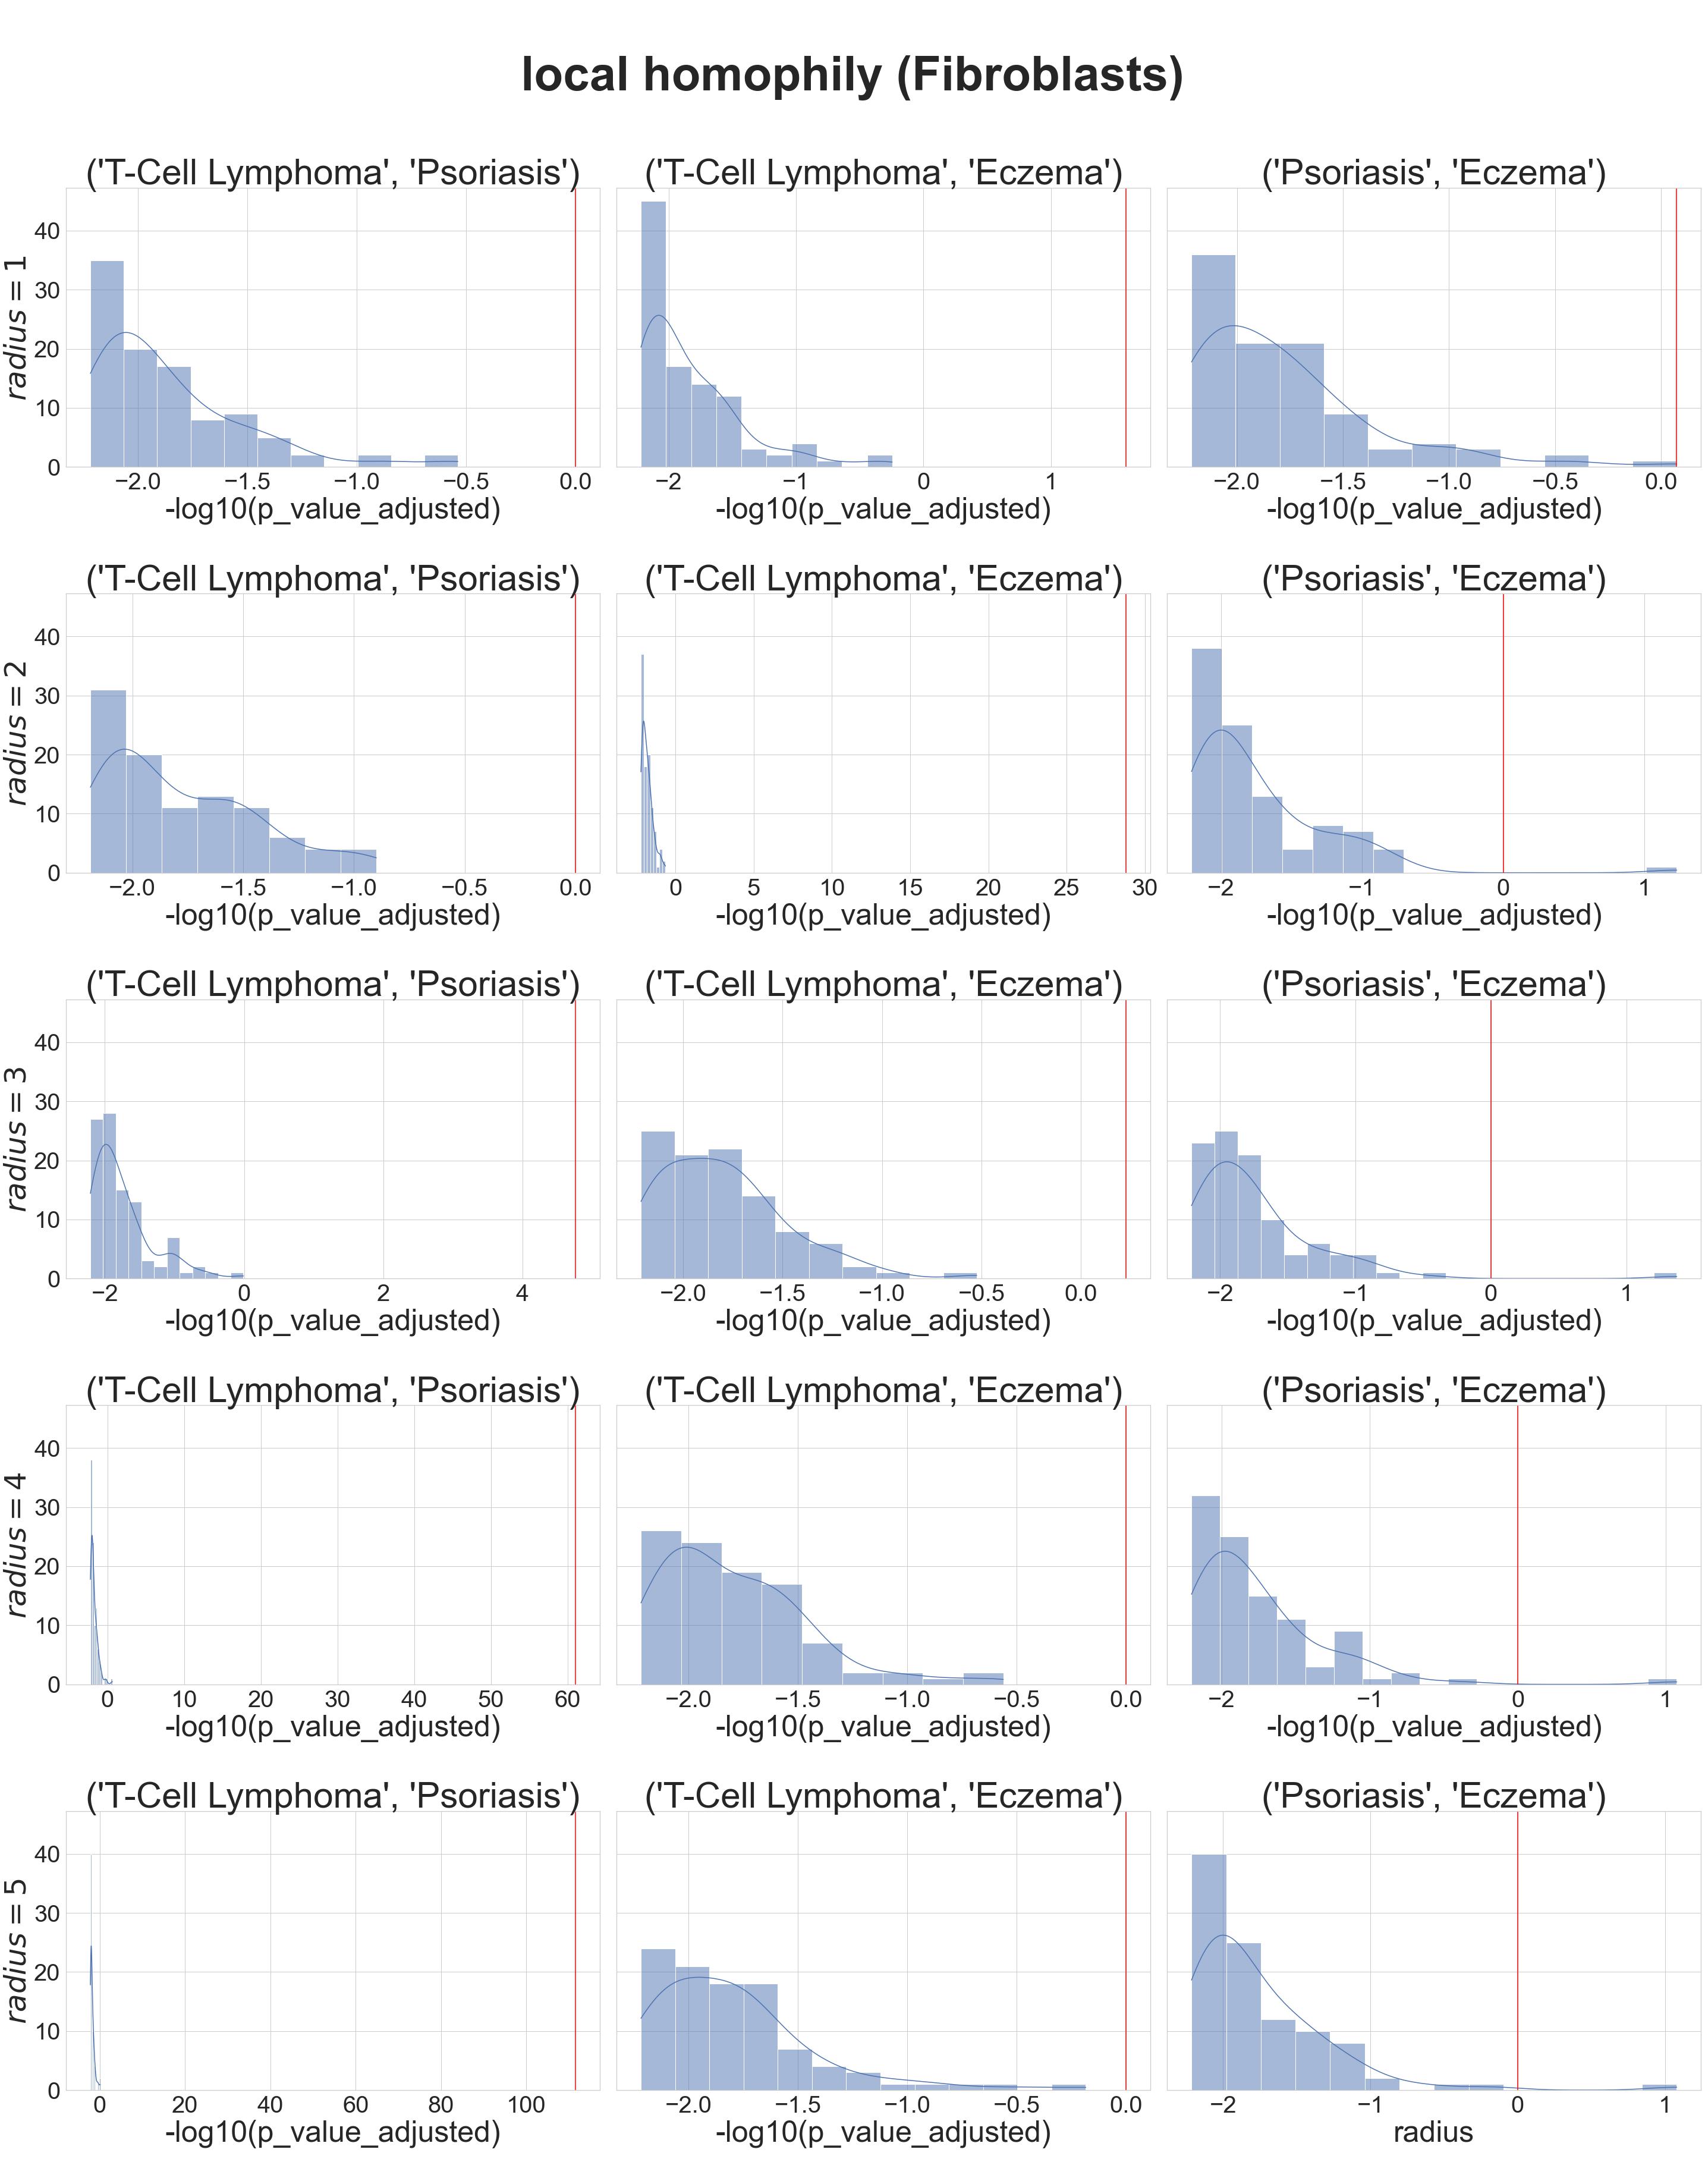 local homophily (Fibroblasts)
('T-Cell Lymphoma', 'Psoriasis') ('T-Cell Lymphoma', 'Eczema') ('Psoriasis', 'Eczema')
radius = 1
40
30
20
10
0
−2.0 −1.5 −1.0 −0.5 0.0 −2 −1 0 1 −2.0 −1.5 −1.0 −0.5 0.0
-log10(p_value_adjusted) -log10(p_value_adjusted) -log10(p_value_adjusted)
('T-Cell Lymphoma', 'Psoriasis') ('T-Cell Lymphoma', 'Eczema') ('Psoriasis', 'Eczema')
radius = 2
40
30
20
10
0
−2.0 −1.5 −1.0 −0.5 0.0 0 5 10 15 20 25 30 −2 −1 0 1
-log10(p_value_adjusted) -log10(p_value_adjusted) -log10(p_value_adjusted)
('T-Cell Lymphoma', 'Psoriasis') ('T-Cell Lymphoma', 'Eczema') ('Psoriasis', 'Eczema')
radius = 3
40
30
20
10
0
−2 0 2 4 −2.0 −1.5 −1.0 −0.5 0.0 −2 −1 0 1
-log10(p_value_adjusted) -log10(p_value_adjusted) -log10(p_value_adjusted)
('T-Cell Lymphoma', 'Psoriasis') ('T-Cell Lymphoma', 'Eczema') ('Psoriasis', 'Eczema')
radius = 4
40
30
20
10
0
0 10 20 30 40 50 60 −2.0 −1.5 −1.0 −0.5 0.0 −2 −1 0 1
-log10(p_value_adjusted) -log10(p_value_adjusted) -log10(p_value_adjusted)
('T-Cell Lymphoma', 'Psoriasis') ('T-Cell Lymphoma', 'Eczema') ('Psoriasis', 'Eczema')
radius = 5
40
30
20
10
0
0 20 40 60 80 100 −2.0 −1.5 −1.0 −0.5 0.0 −2 −1 0 1
-log10(p_value_adjusted) -log10(p_value_adjusted) radius